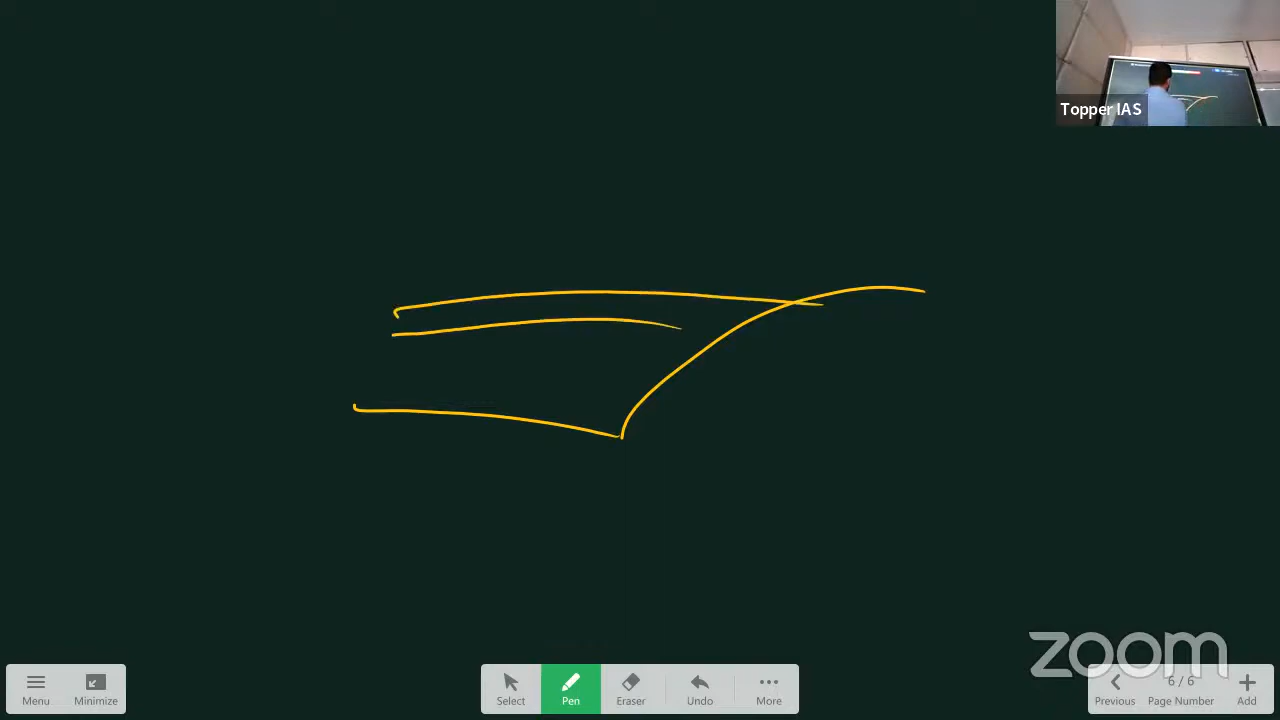 Topper IAS
zoom
Menu
Minimize
Select
Pen
Eraser
Undo
More
Previous
6 / 6
Page Number
Add